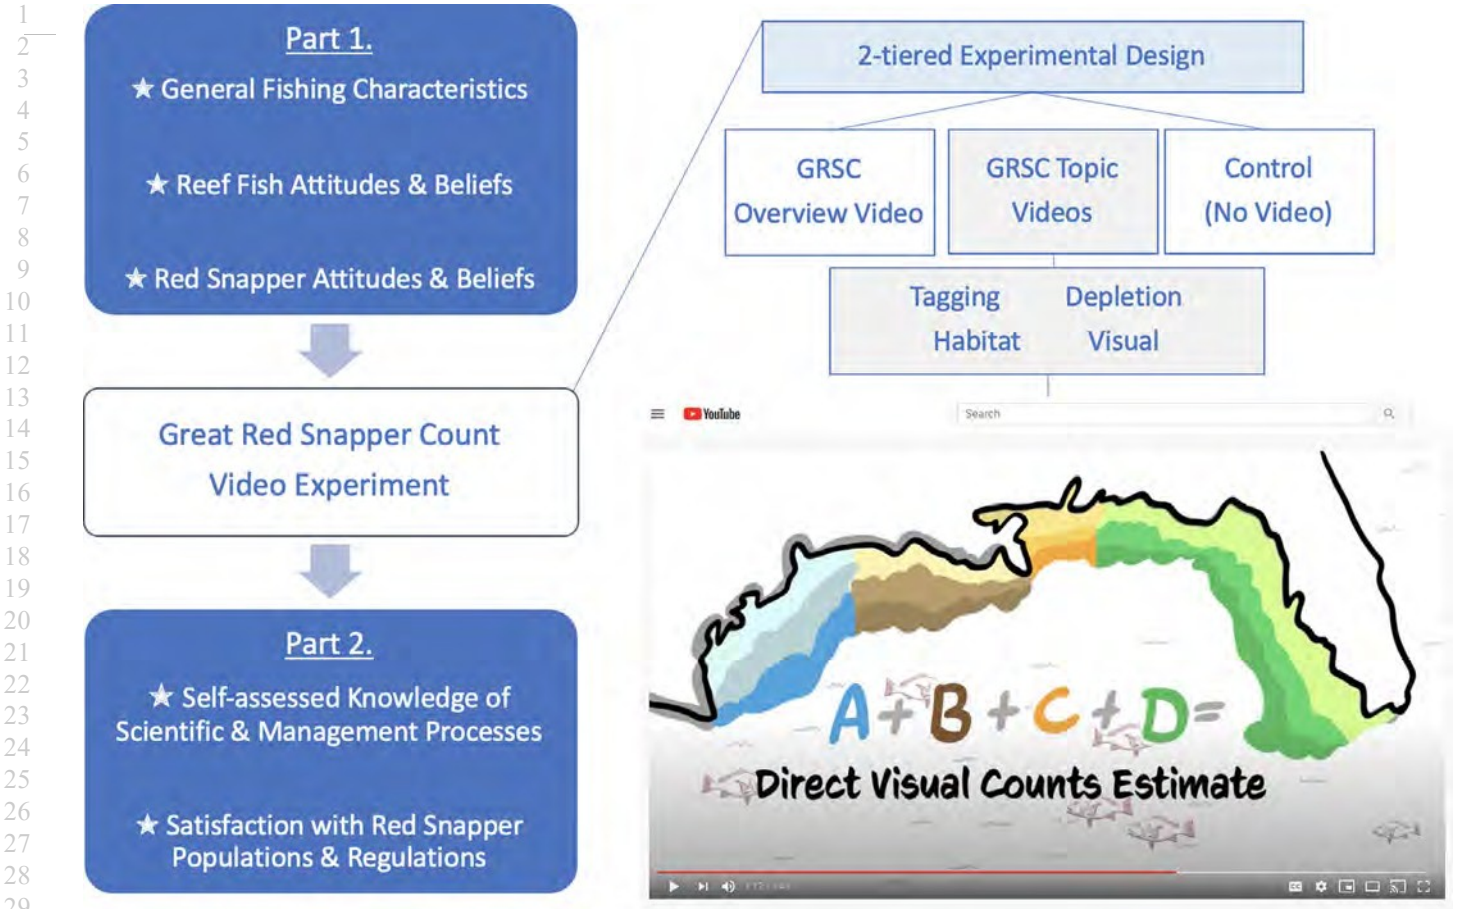 1
2
3
4
5
6
7
8
9
10
11
12
13
14
15
16
17
18
19
20
21
22
23
24
25
26
27
28
29
Part 1.
★ General Fishing Characteristics
★ Reef Fish Attitudes & Beliefs
★ Red Snapper Attitudes & Beliefs
Great Red Snapper Count
Video Experiment
Part 2.
★ Self-assessed Knowledge of
Scientific & Management Processes
★ Satisfaction with Red Snapper
Populations & Regulations
2-tiered Experimental Design
GRSC
Overview Video
GRSC Topic
Videos
Control
(No Video)
Tagging Depletion
Habitat Visual
YouTube
Search
A+B+C+D=
Direct Visual Counts Estimate
CC